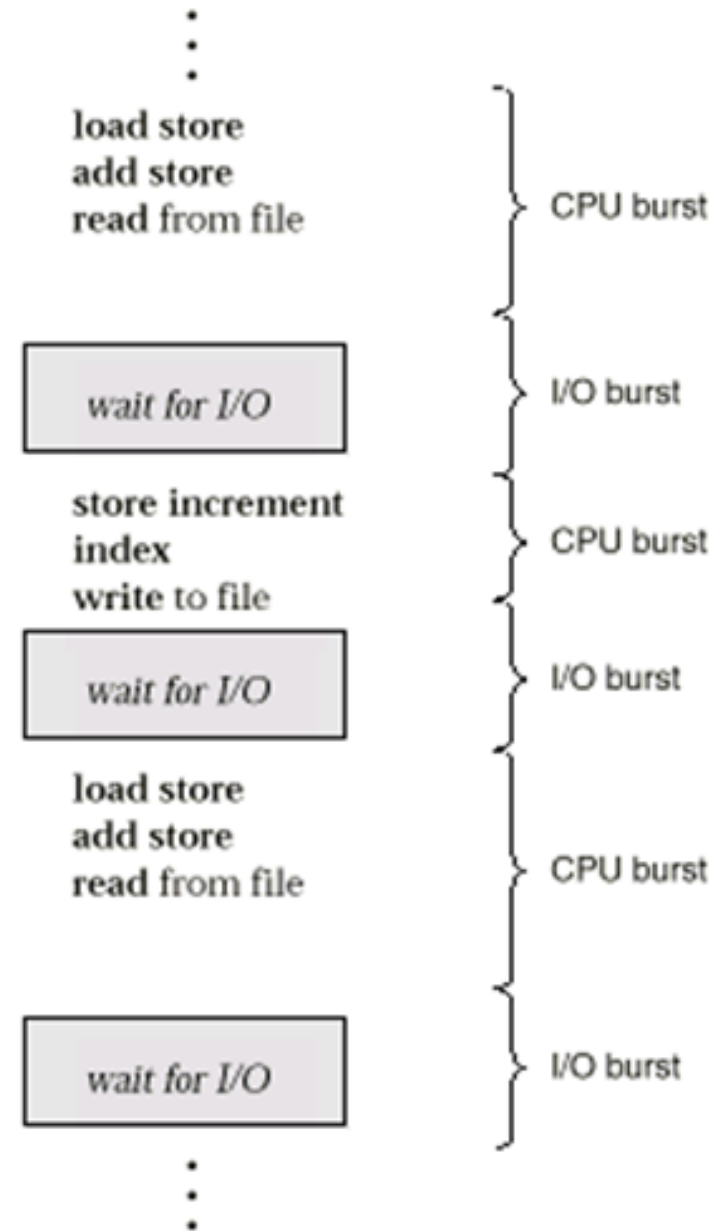 load store
add store
read from file
CPU burst
wait for I/O
I/O burst
store increment
index
write to file
CPU burst
wait for I/O
I/O burst
load store
add store
read from file
CPU burst
wait for I/O
I/O burst